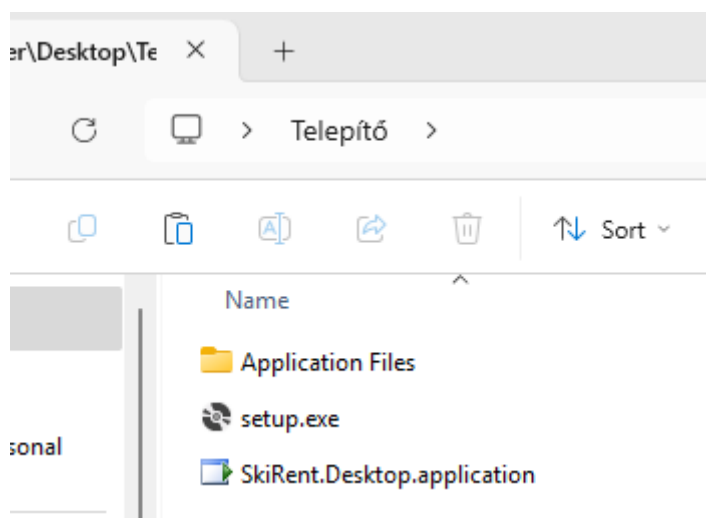 er\Desktop\Te
Telepítő
Sort
Name
Application Files
setup.exe
sonal
SkiRent.Desktop.application